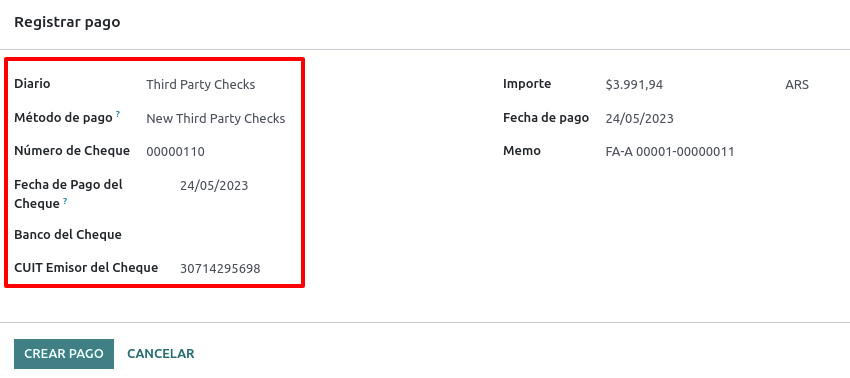 Registrar pago
Diario Third Party Checks
Importe $3.991,94 ARS
Método de pago ? New Third Party Checks
Fecha de pago 24/05/2023
Número de Cheque 00000110
Memo FA-A 00001-00000011
Fecha de Pago del
Cheque ? 24/05/2023
Banco del Cheque
CUIT Emisor del Cheque 30714295698
CREAR PAGO CANCELAR